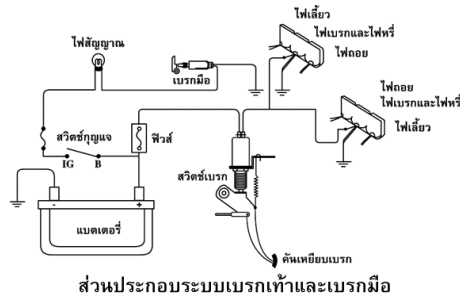 ไฟเลี้ยว
ไฟเบรกและไฟหรี่
ไฟถอย
ไฟสัญญาณ
เบรกมือ
ไฟถอย
ไฟเบรกและไฟหรี่
ไฟเลี้ยว
สวิตช์กุญแจ
ฟิวส์
IG B
สวิตช์เบรก
- +
แบตเตอรี่
คันเหยียบเบรก
ส่วนประกอบระบบเบรกเท้าและเบรกมือ